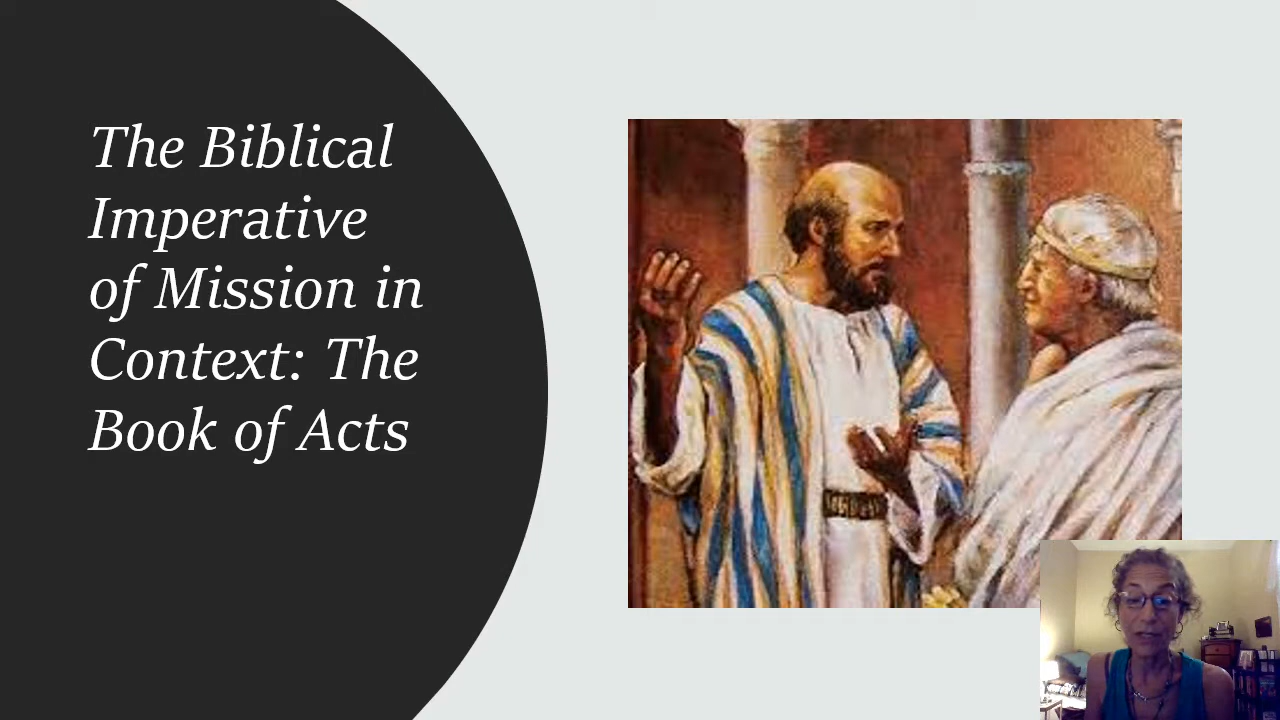 The Biblical
Imperative
of Mission in
Context: The
Book of Acts